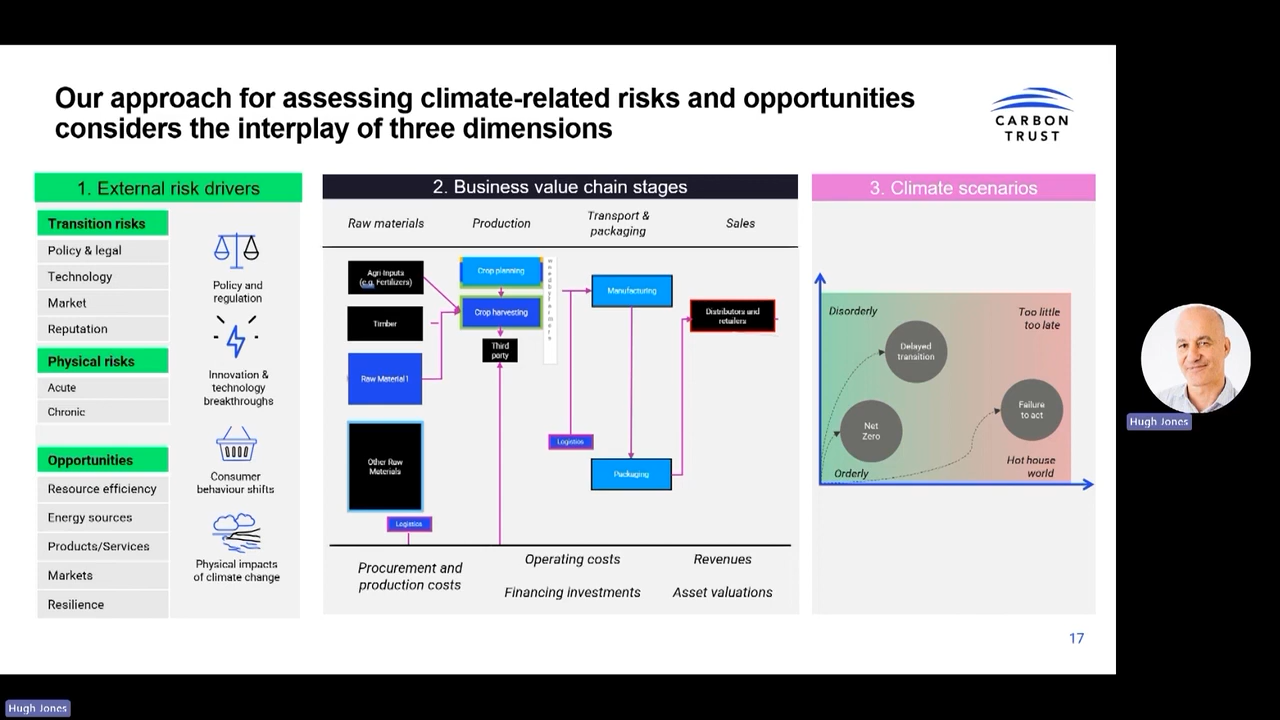 Our approach for assessing climate-related risks and opportunities
considers the interplay of three dimensions
CARBON
TRUST
1. External risk drivers
Transition risks
Policy & legal
Technology
Market
Reputation
Physical risks
Acute
Chronic
Opportunities
Resource efficiency
Energy sources
Products/Services
Markets
Resilience
Policy and
regulation
Innovation &
technology
breakthroughs
Consumer
behaviour shifts
Physical impacts
of climate change
2. Business value chain stages
Raw materials
Production
Transport &
packaging
Sales
Agri Inputs
(e.g. Fertilizers)
Timber
Raw Material1
Other Raw
Materials
Logistics
Crop planning
Crop harvesting
Third
party
Manufacturing
Logistics
Packaging
Distributors and
retailers
Procurement and
production costs
Operating costs
Financing investments
Revenues
Asset valuations
3. Climate scenarios
Disorderly
Too little
too late
Delayed
transition
Net
Zero
Failure
to act
Orderly
Hot house
world
17
Hugh Jones
Hugh Jones